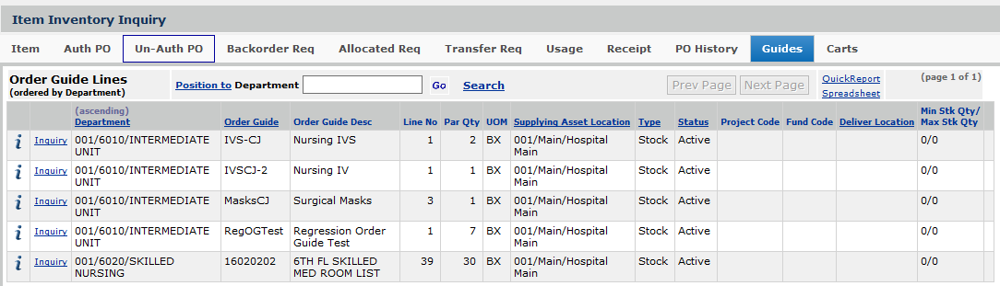 Item Inventory Inquiry
Item Auth PO Un-Auth PO Backorder Req Allocated Req Transfer Req Usage Receipt PO History Guides Carts
Order Guide Lines
(ordered by Department)
Position to Department Go Search
Prev Page Next Page
QuickReport
Spreadsheet
(page 1 of 1)
(ascending)
Department Order Guide Order Guide Desc Line No Par Qty UOM Supplying Asset Location Type Status Project Code Fund Code Deliver Location Min Stk Qty/
Max Stk Qty
i Inquiry 001/6010/INTERMEDIATE IVS-CJ Nursing IVS 1 2 BX 001/Main/Hospital Stock Active 0/0
UNIT Main
i Inquiry 001/6010/INTERMEDIATE IVSCJ-2 Nursing IV 1 1 BX 001/Main/Hospital Stock Active 0/0
UNIT Main
i Inquiry 001/6010/INTERMEDIATE MasksCJ Surgical Masks 3 1 BX 001/Main/Hospital Stock Active 0/0
UNIT Main
i Inquiry 001/6010/INTERMEDIATE RegOGTest Regression Order 1 7 BX 001/Main/Hospital Stock Active 0/0
UNIT Guide Test Main
i Inquiry 001/6020/SKILLED 16020202 6TH FL SKILLED 39 30 BX 001/Main/Hospital Stock Active 0/0
NURSING MED ROOM LIST Main